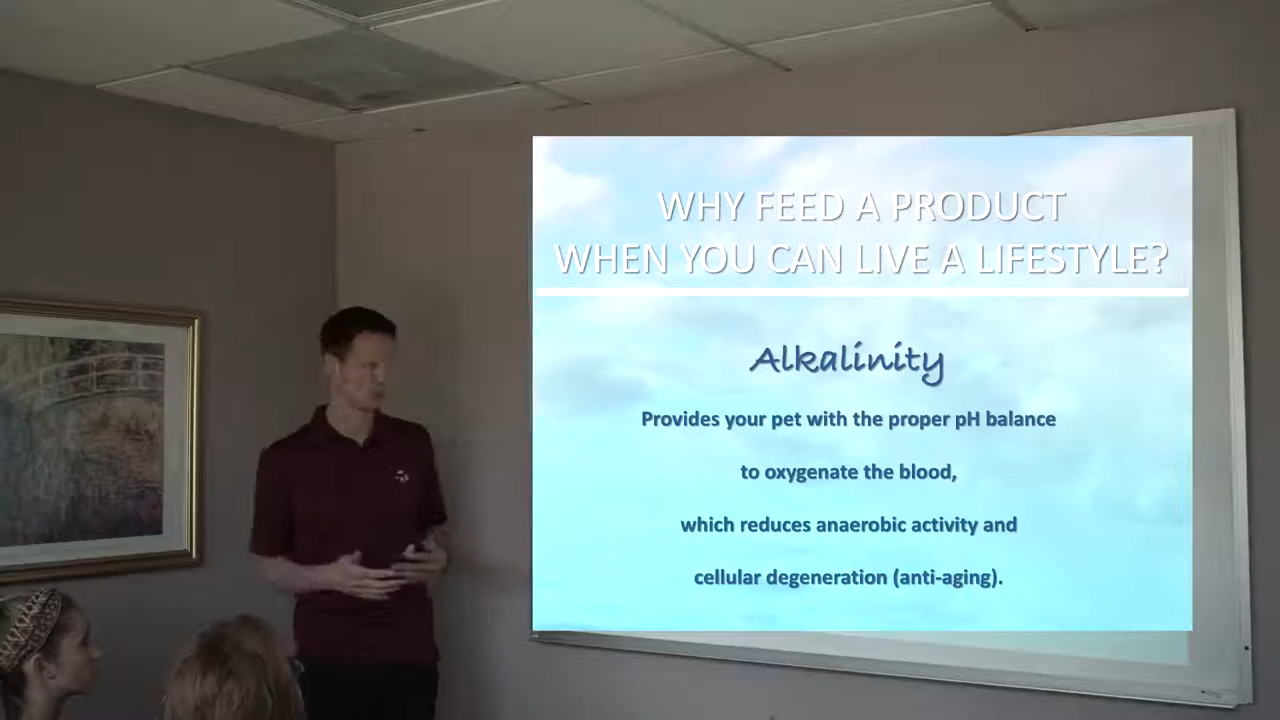 WHY FEED A PRODUCT
WHEN YOU CAN LIVE A LIFESTYLE?
Alkalinity
Provides your pet with the proper pH balance
to oxygenate the blood,
which reduces anaerobic activity and
cellular degeneration (anti-aging).